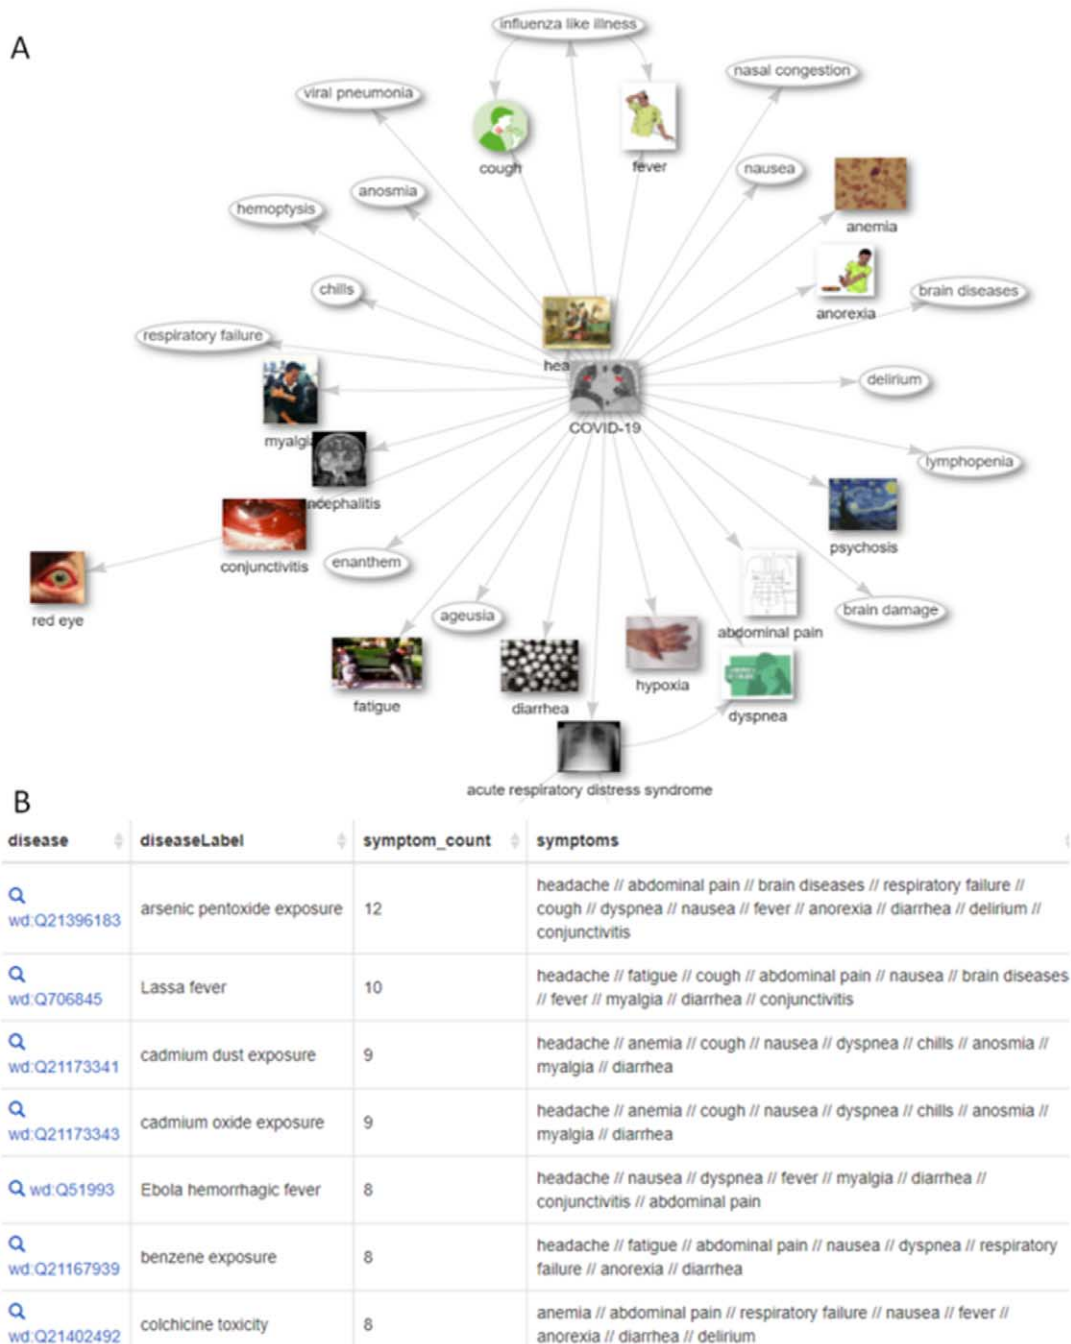 A
influenza like illness
nasal congestion
viral pneumonia
cough
fever
nausea
anosmia
hemoptysis
anemia
chills
anorexia
brain diseases
respiratory failure
hea
delirium
COVID-19
myalgi
lymphopenia
ncephalitis
psychosis
conjunctivitis
enanthem
red eye
ageusia
brain damage
abdominal pain
hypoxia
fatigue
diarrhea
dyspnea
acute respiratory distress syndrome
B
disease diseaseLabel symptom_count symptoms
headache // abdominal pain // brain diseases // respiratory failure //
wd:Q21396183 arsenic pentoxide exposure 12 cough // dyspnea // nausea // fever // anorexia // diarrhea // delirium //
conjunctivitis
headache // fatigue // cough // abdominal pain // nausea // brain diseases
wd:Q706845 Lassa fever 10 // fever // myalgia // diarrhea // conjunctivitis
headache // anemia // cough // nausea // dyspnea // chills // anosmia //
wd:Q21173341 cadmium dust exposure 9 myalgia // diarrhea
headache // anemia // cough // nausea // dyspnea // chills // anosmia //
wd:Q21173343 cadmium oxide exposure 9 myalgia // diarrhea
headache // nausea // dyspnea // fever // myalgia // diarrhea //
wd:Q51993 Ebola hemorrhagic fever 8 conjunctivitis // abdominal pain
headache // fatigue // abdominal pain // nausea // dyspnea // respiratory
wd:Q21167939 benzene exposure 8 failure // anorexia // diarrhea
anemia // abdominal pain // respiratory failure // nausea // fever //
wd:Q21402492 colchicine toxicity 8 anorexia // diarrhea // delirium